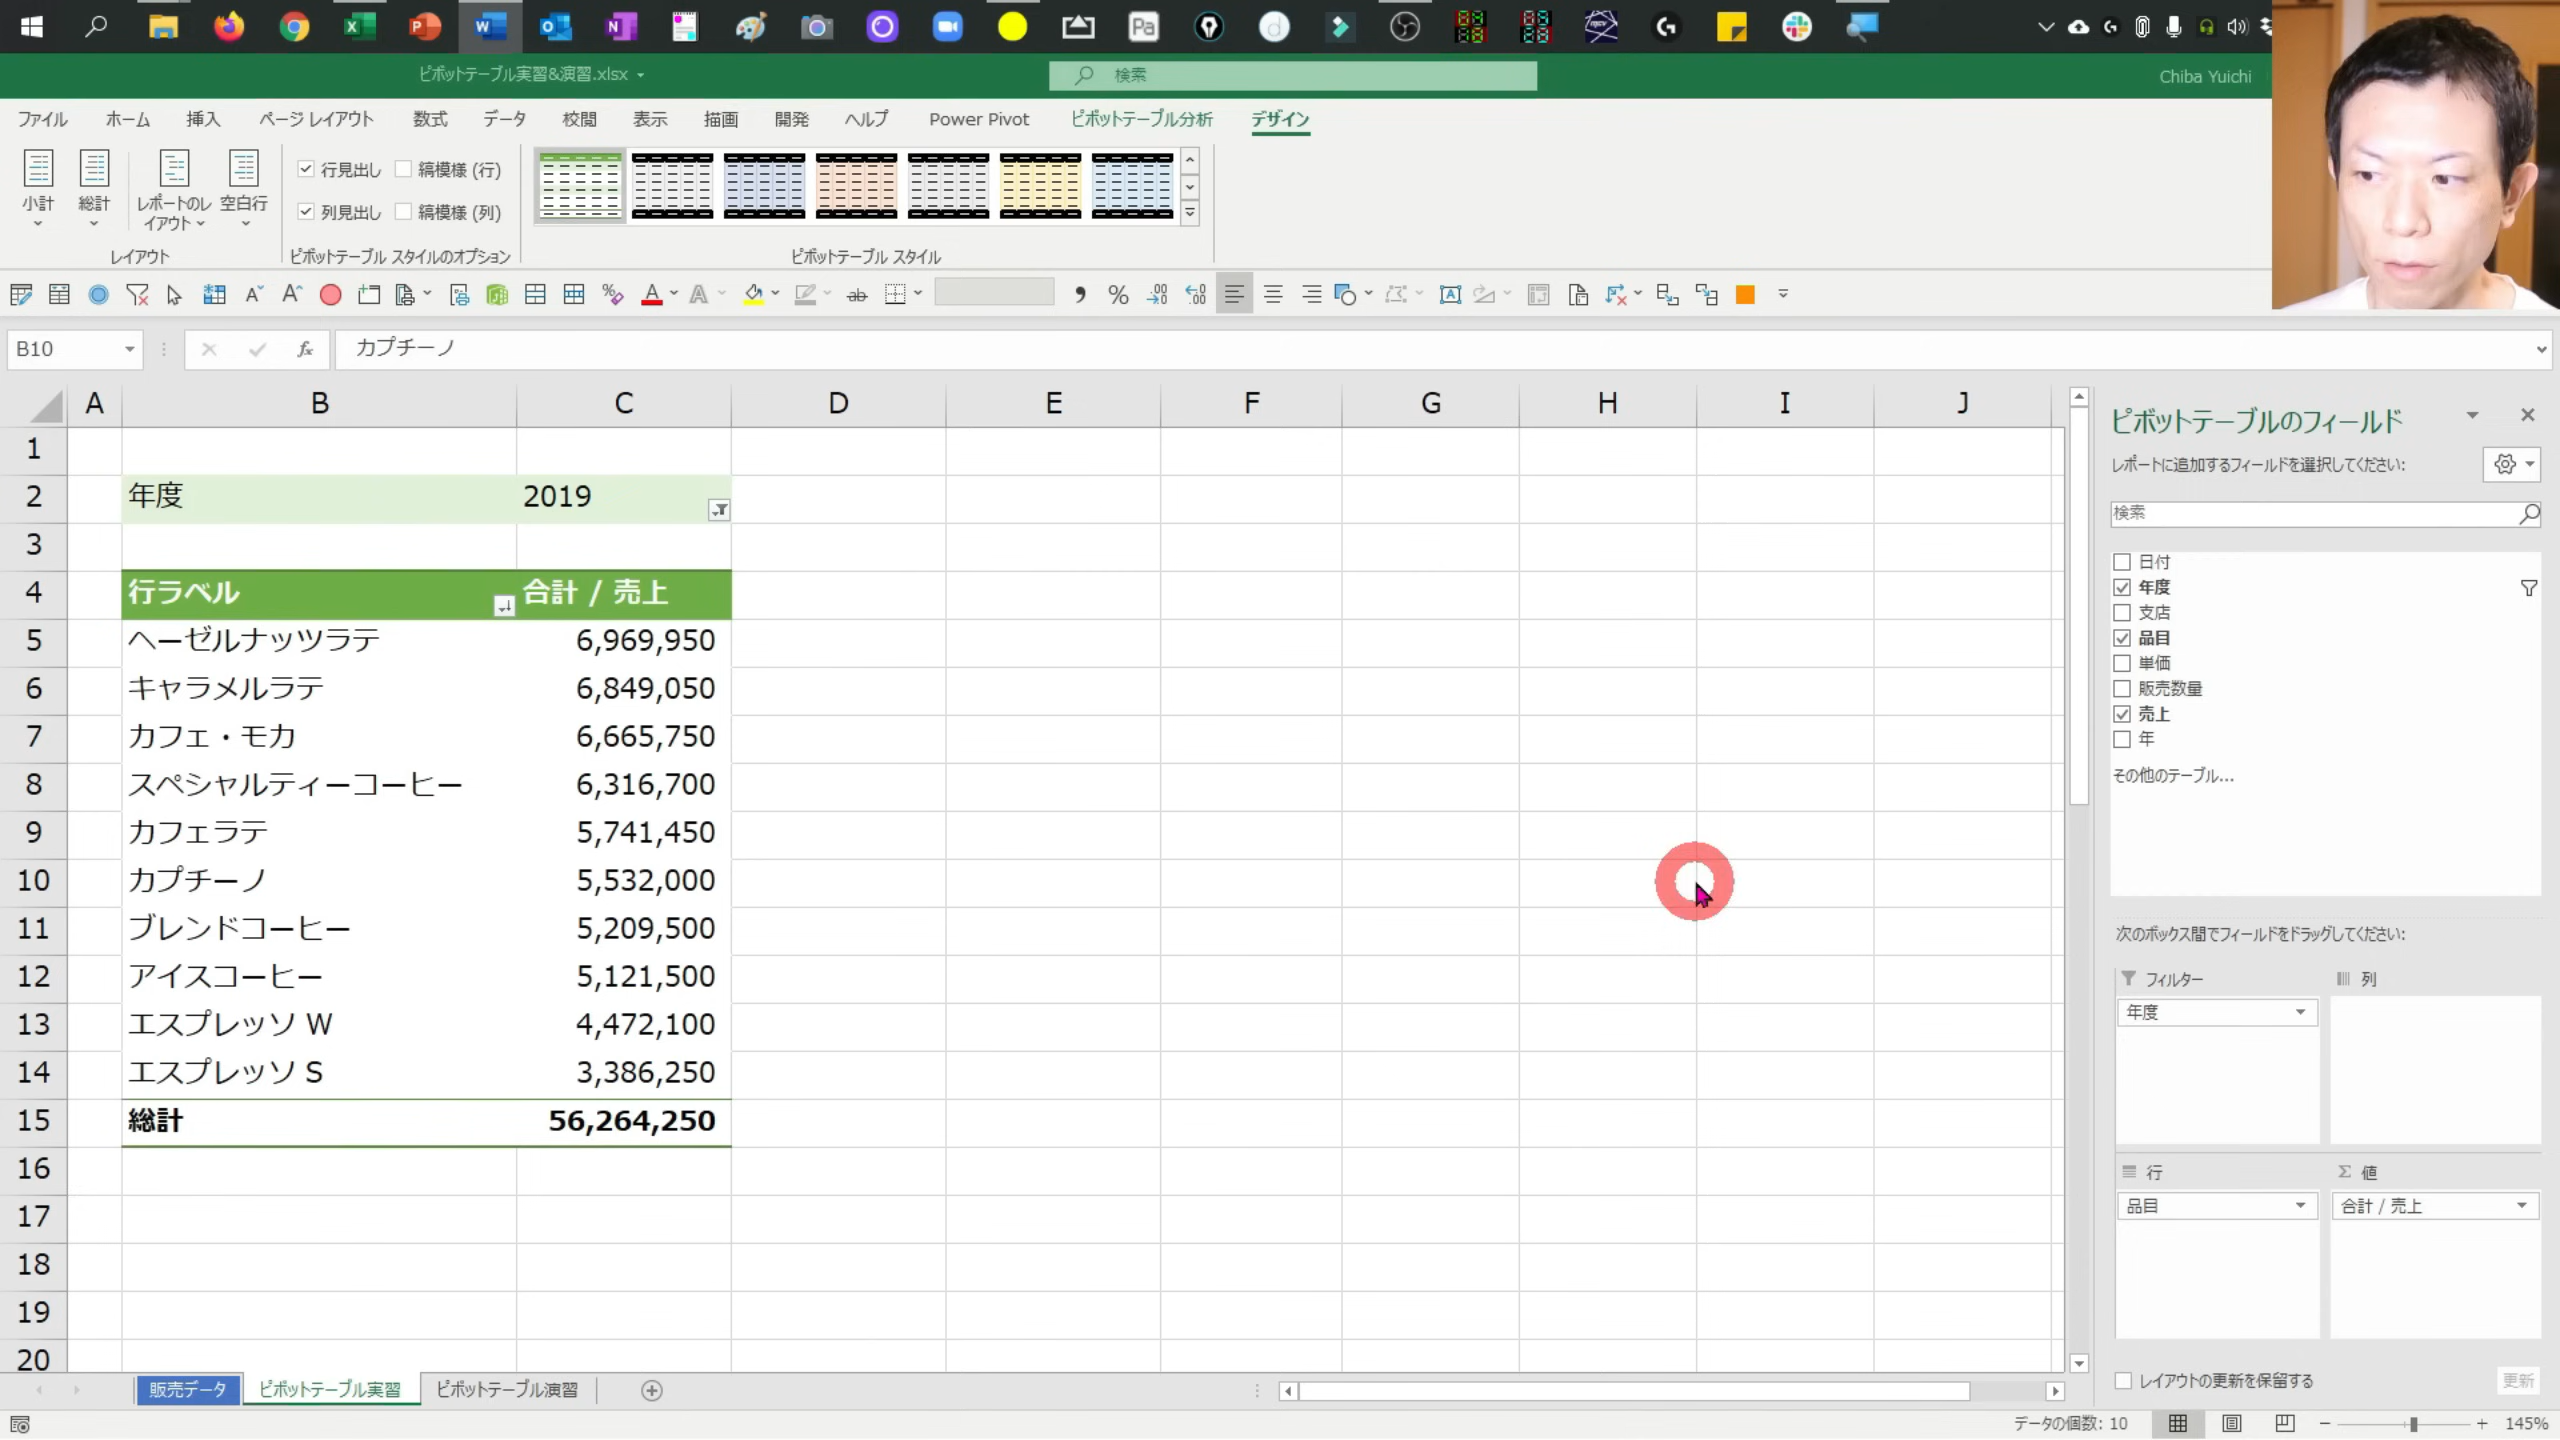 ピボットテーブル実習&演習.xlsx
検索
Chiba Yuichi
ファイル ホーム 挿入 ページ レイアウト 数式 データ 校閲 表示 描画 開発 ヘルプ Power Pivot ピボットテーブル分析 デザイン
小計
総計
レポートのレイアウト
空白行
行見出し 縞模様 (行)
列見出し 縞模様 (列)
レイアウト ピボットテーブル スタイルのオプション ピボットテーブル スタイル
B10 fx カプチーノ
A B C D E F G H I J
1
2 年度 2019
3
4 行ラベル 合計 / 売上
5 ヘーゼルナッツラテ 6,969,950
6 キャラメルラテ 6,849,050
7 カフェ・モカ 6,665,750
8 スペシャルティーコーヒー 6,316,700
9 カフェラテ 5,741,450
10 カプチーノ 5,532,000
11 ブレンドコーヒー 5,209,500
12 アイスコーヒー 5,121,500
13 エスプレッソ W 4,472,100
14 エスプレッソ S 3,386,250
15 総計 56,264,250
16
17
18
19
20
ピボットテーブルのフィールド
レポートに追加するフィールドを選択してください:
検索
日付
年度
支店
品目
単価
販売数量
売上
年
その他のテーブル...
次のボックス間でフィールドをドラッグしてください:
フィルター 列
年度
行 Σ 値
品目 合計 / 売上
レイアウトの更新を保留する 更新
販売データ ピボットテーブル実習 ピボットテーブル演習
データの個数: 10 145%